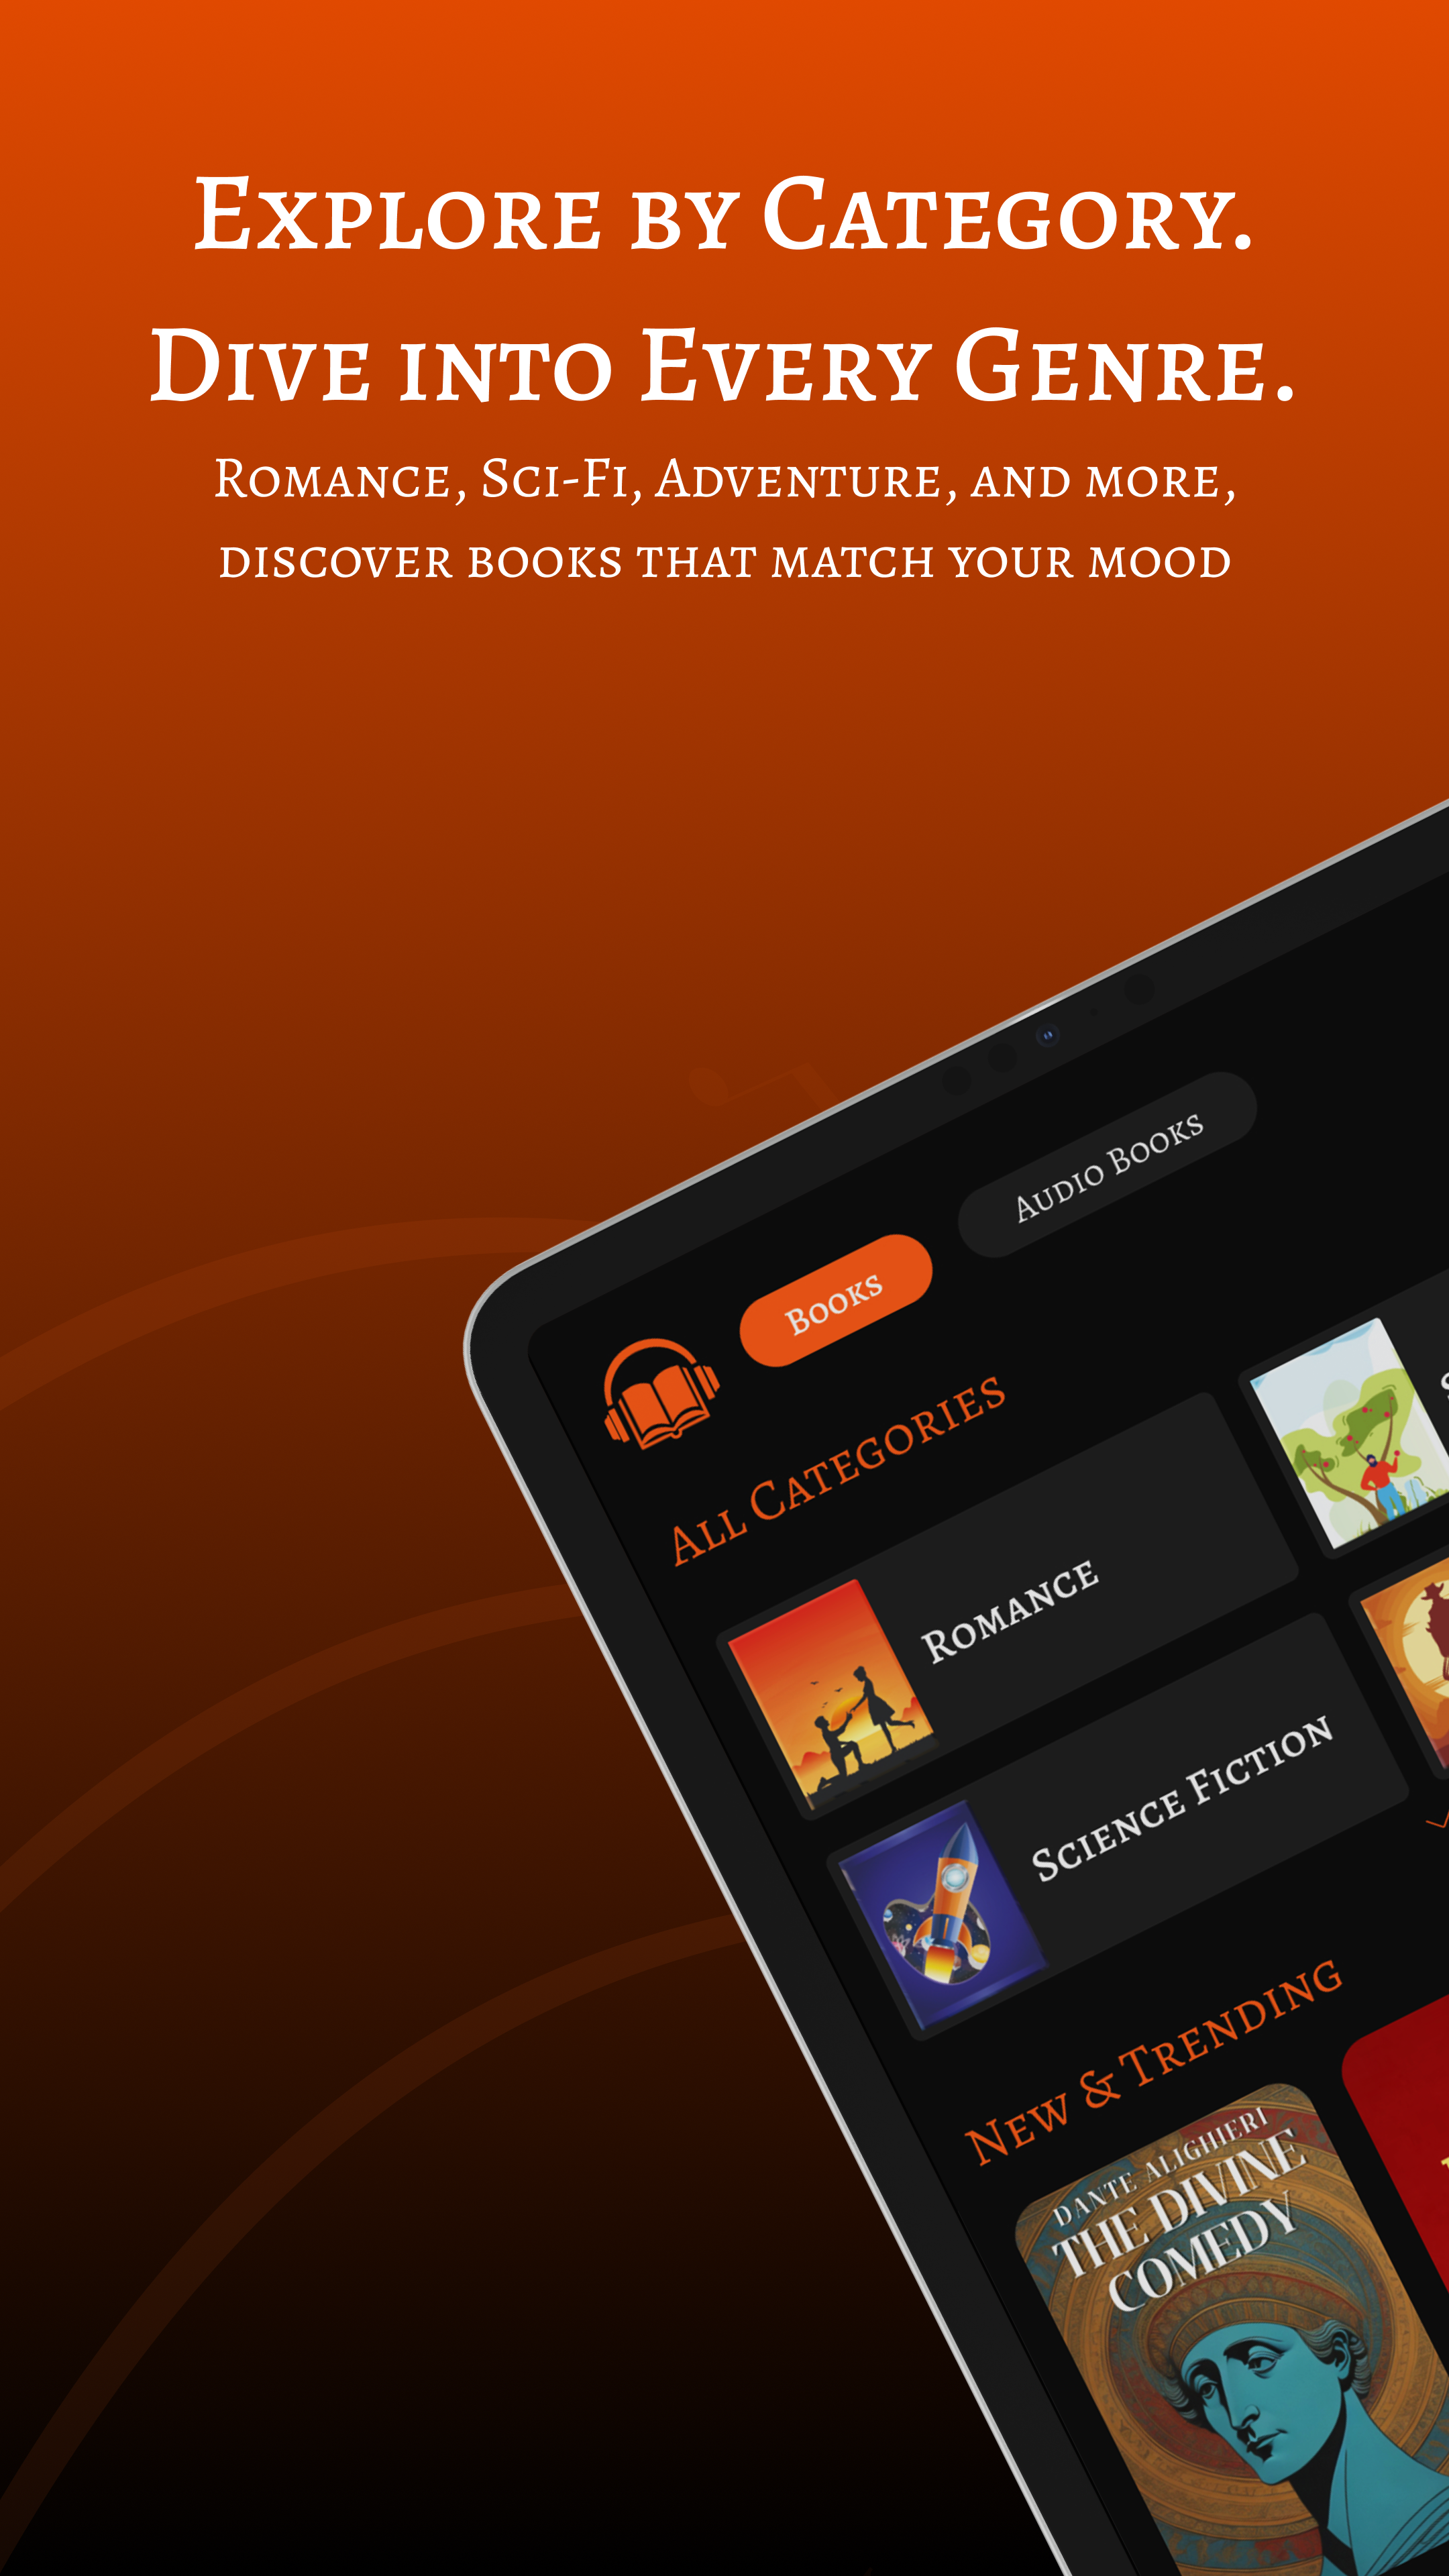 Explore by Category.
Dive into Every Genre.
Romance, Sci-Fi, Adventure, and more,
discover books that match your mood
Books
Audio Books
All Categories
Romance
Science Fiction
New & Trending
DANTE ALIGHIERI
THE DIVINE
COMEDY